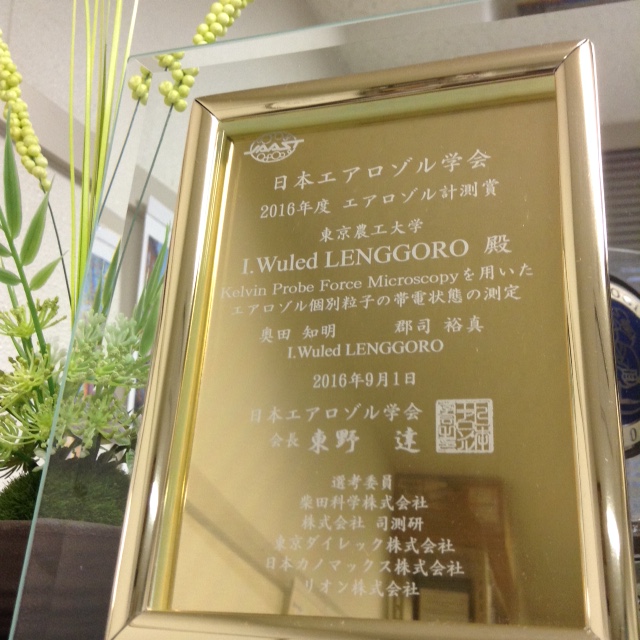 日本エアロゾル学会
2016年度 エアロゾル計測賞
東京農工大学
I.Wuled LENGGORO 殿
Kelvin Probe Force Microscopyを用いた
エアロゾル個別粒子の帯電状態の測定
奥田 知明 郡司 裕真
I.Wuled LENGGORO
2016年9月1日
日本エアロゾル学会
会長 東野 達
選考委員
柴田科学株式会社
株式会社 司測研
東京ダイレック株式会社
日本カノマックス株式会社
リオン株式会社